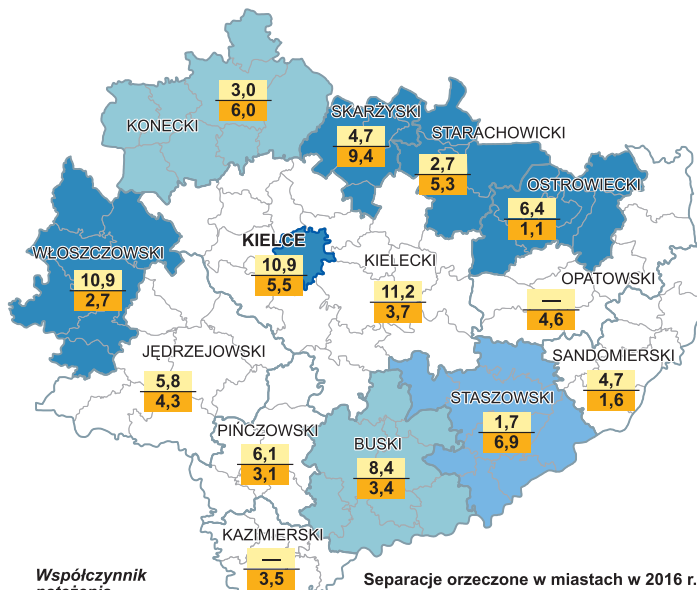 3,0
6,0
KONECKI
SKARŻYSKI
4,7
9,4
STARACHOWICKI
2,7
5,3
OSTROWIECKI
6,4
1,1
WŁOSZCZOWSKI
10,9
2,7
KIELCE
10,9
5,5
KIELECKI
11,2
3,7
OPATOWSKI
—
4,6
JĘDRZEJOWSKI
5,8
4,3
SANDOMIERSKI
4,7
1,6
STASZOWSKI
1,7
6,9
PIŃCZOWSKI
6,1
3,1
BUSKI
8,4
3,4
KAZIMIERSKI
—
3,5
Współczynnik
Separacje orzeczone w miastach w 2016 r.